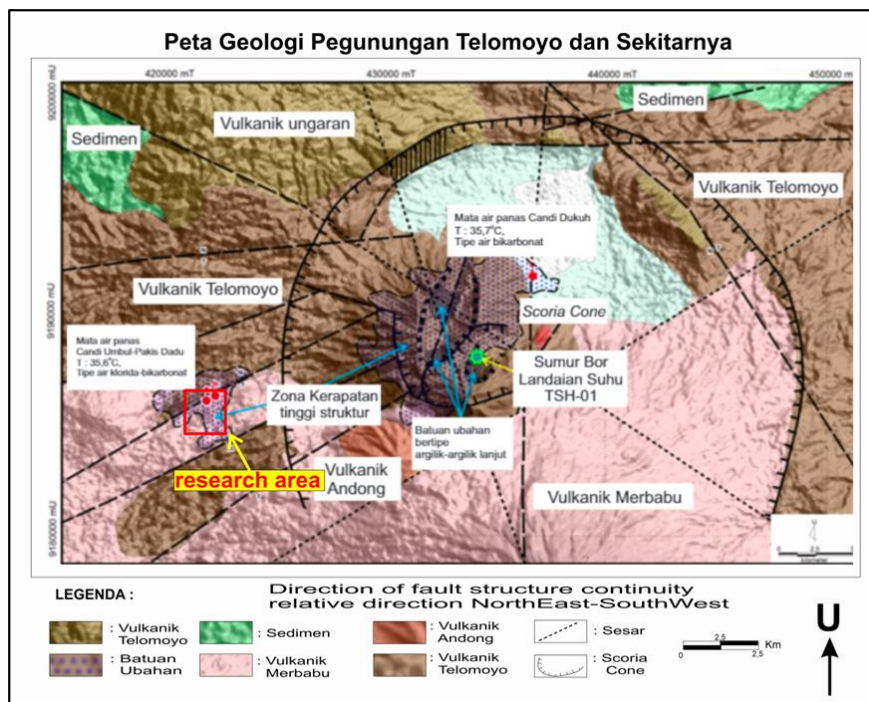 Peta Geologi Pegunungan Telomoyo dan Sekitarnya
420000 mT
430000 mT
440000 mT
450000 m
9200000 mU
9190000 mU
9180000 mU
Sedimen
Sedimen
Vulkanik ungaran
Vulkanik Telomoyo
Mata air panas Candi Dukuh
T : 35,7°C,
Tipe air bikarbonat
Vulkanik Telomoyo
Scoria Cone
Mata air panas
Candi Umbul-Pakis Dadu
T : 35,6°C,
Tipe air klorida-bikarbonat
Sumur Bor
Landaian Suhu
TSH-01
Zona Kerapatan
tinggi struktur
Batuan ubahan
bertipe
argilik-argilik lanjut
research area
Vulkanik
Andong
Vulkanik Merbabu
U
0 2,5
kilometer
LEGENDA :
Direction of fault structure continuity
relative direction NorthEast-SouthWest
: Vulkanik
Telomoyo
: Sedimen
: Vulkanik
Andong
: Sesar
: Batuan
Ubahan
: Vulkanik
Merbabu
: Vulkanik
Telomoyo
: Scoria
Cone
2,5
0 2,5
Km
U